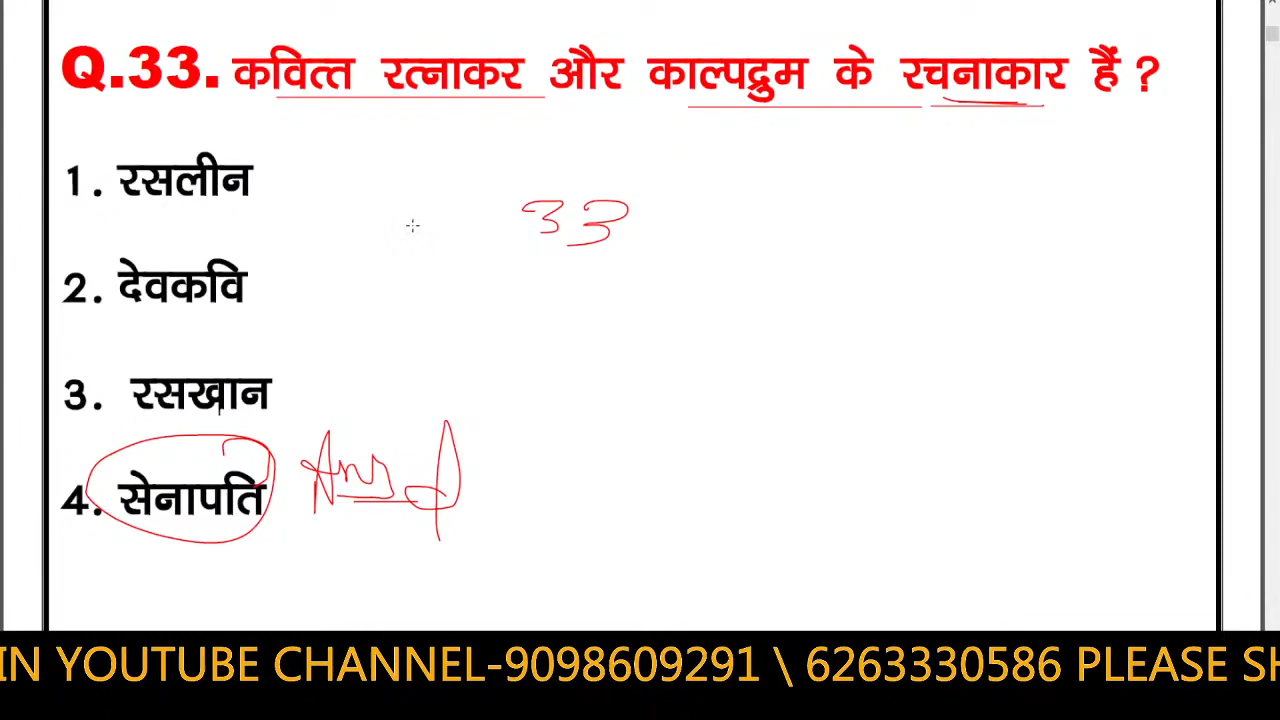 Q.33. कवित्त रत्नाकर और काल्पद्रुम के रचनाकार हैं ?
1. रसलीन
33
2. देवकवि
3. रसखान
4. सेनापति Ans
IN YOUTUBE CHANNEL-9098609291 \ 6263330586 PLEASE SH